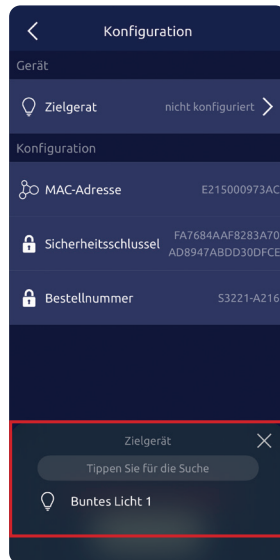 Konfiguration
Gerät
Zielgerat nicht konfiguriert
Konfiguration
MAC-Adresse E215000973AC
Sicherheitsschlussel FA7684AAF8283A70
AD8947ABDD30DFCE
Bestellnummer S3221-A216
Zielgerät
Tippen Sie für die Suche
Buntes Licht 1